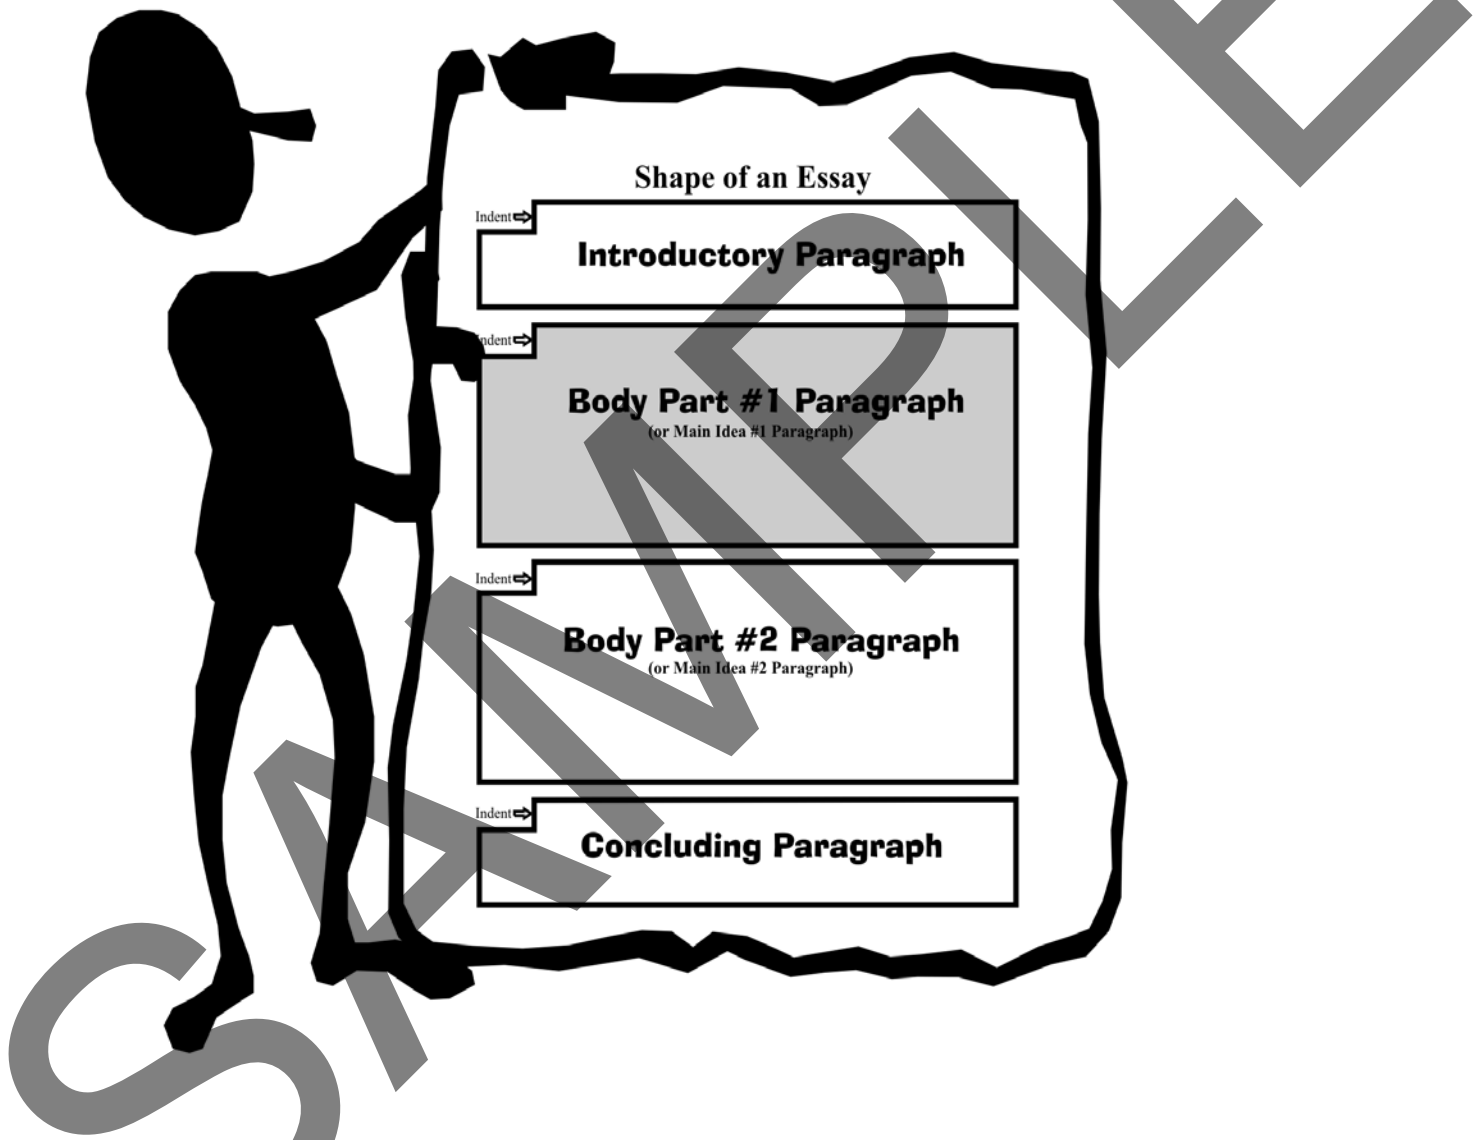 Shape of an Essay
Indent
Introductory Paragraph
Indent
Body Part #1 Paragraph
(or Main Idea #1 Paragraph)
Indent
Body Part #2 Paragraph
(or Main Idea #2 Paragraph)
Indent
Concluding Paragraph
SAMPLE